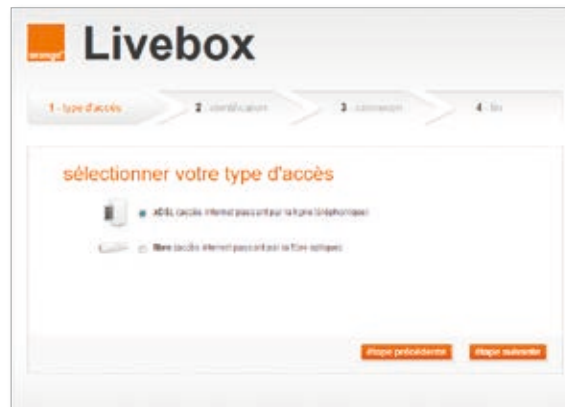 orange
Livebox
1 - type d'accès 2 - identification 3 - connexion 4 - fin
sélectionner votre type d'accès
ADSL (accès internet passant par la ligne téléphonique)
fibre (accès internet passant par la fibre optique)
étape précédente étape suivante